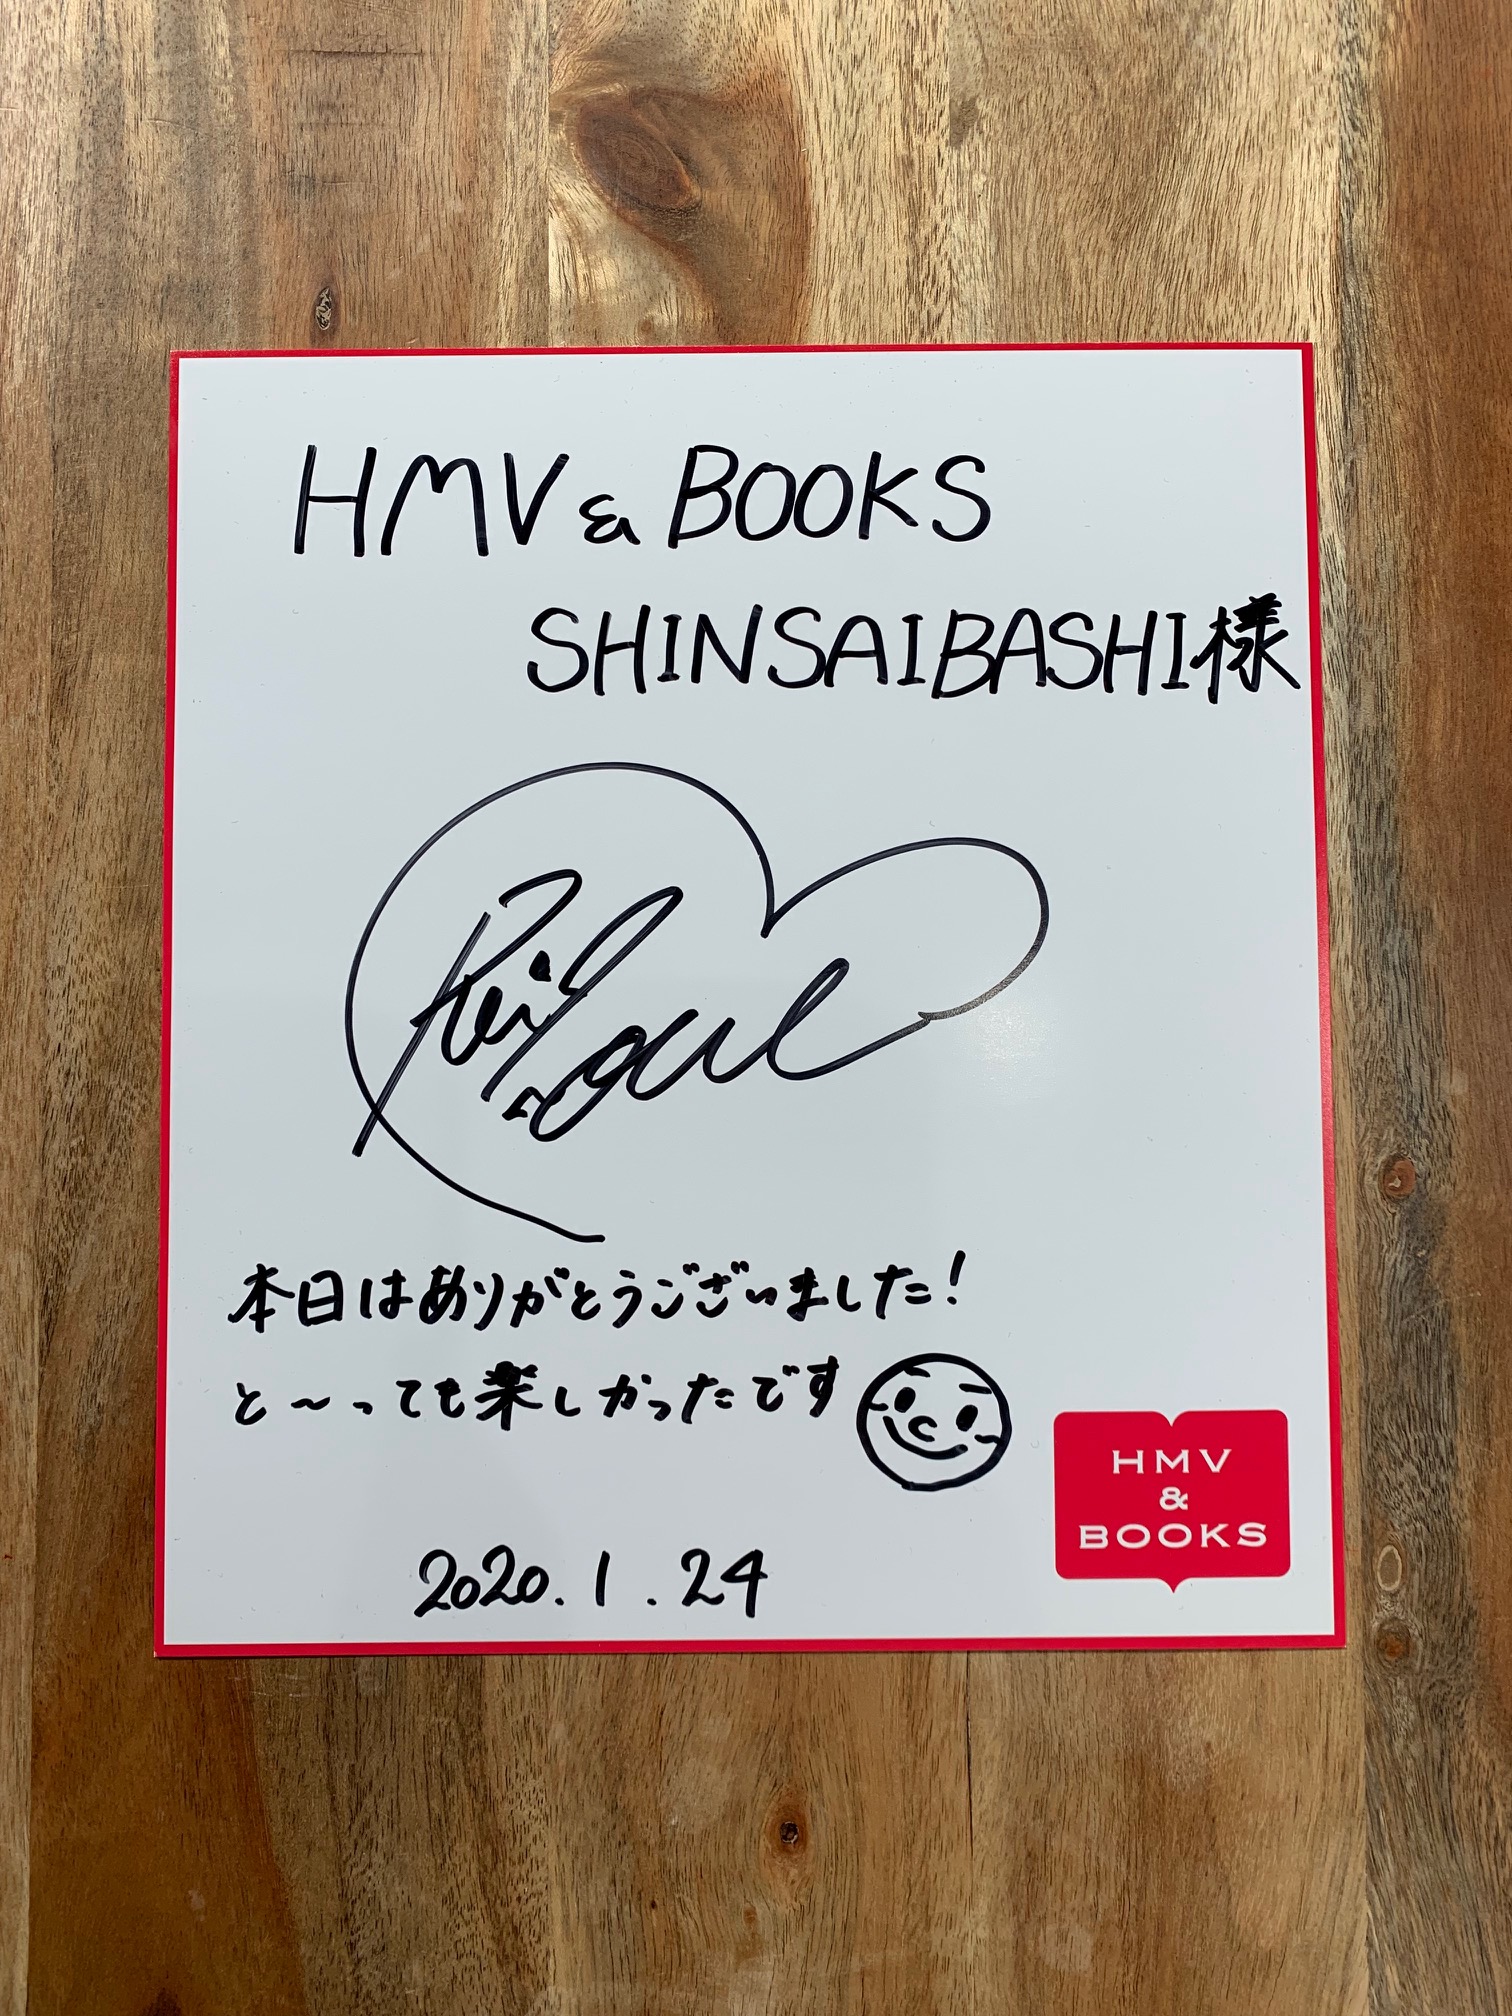 HMV & BOOKS
SHINSAIBASHI様
本日はありがとうございました!
と〜っても楽しかったです
2020.1.24
HMV
&
BOOKS